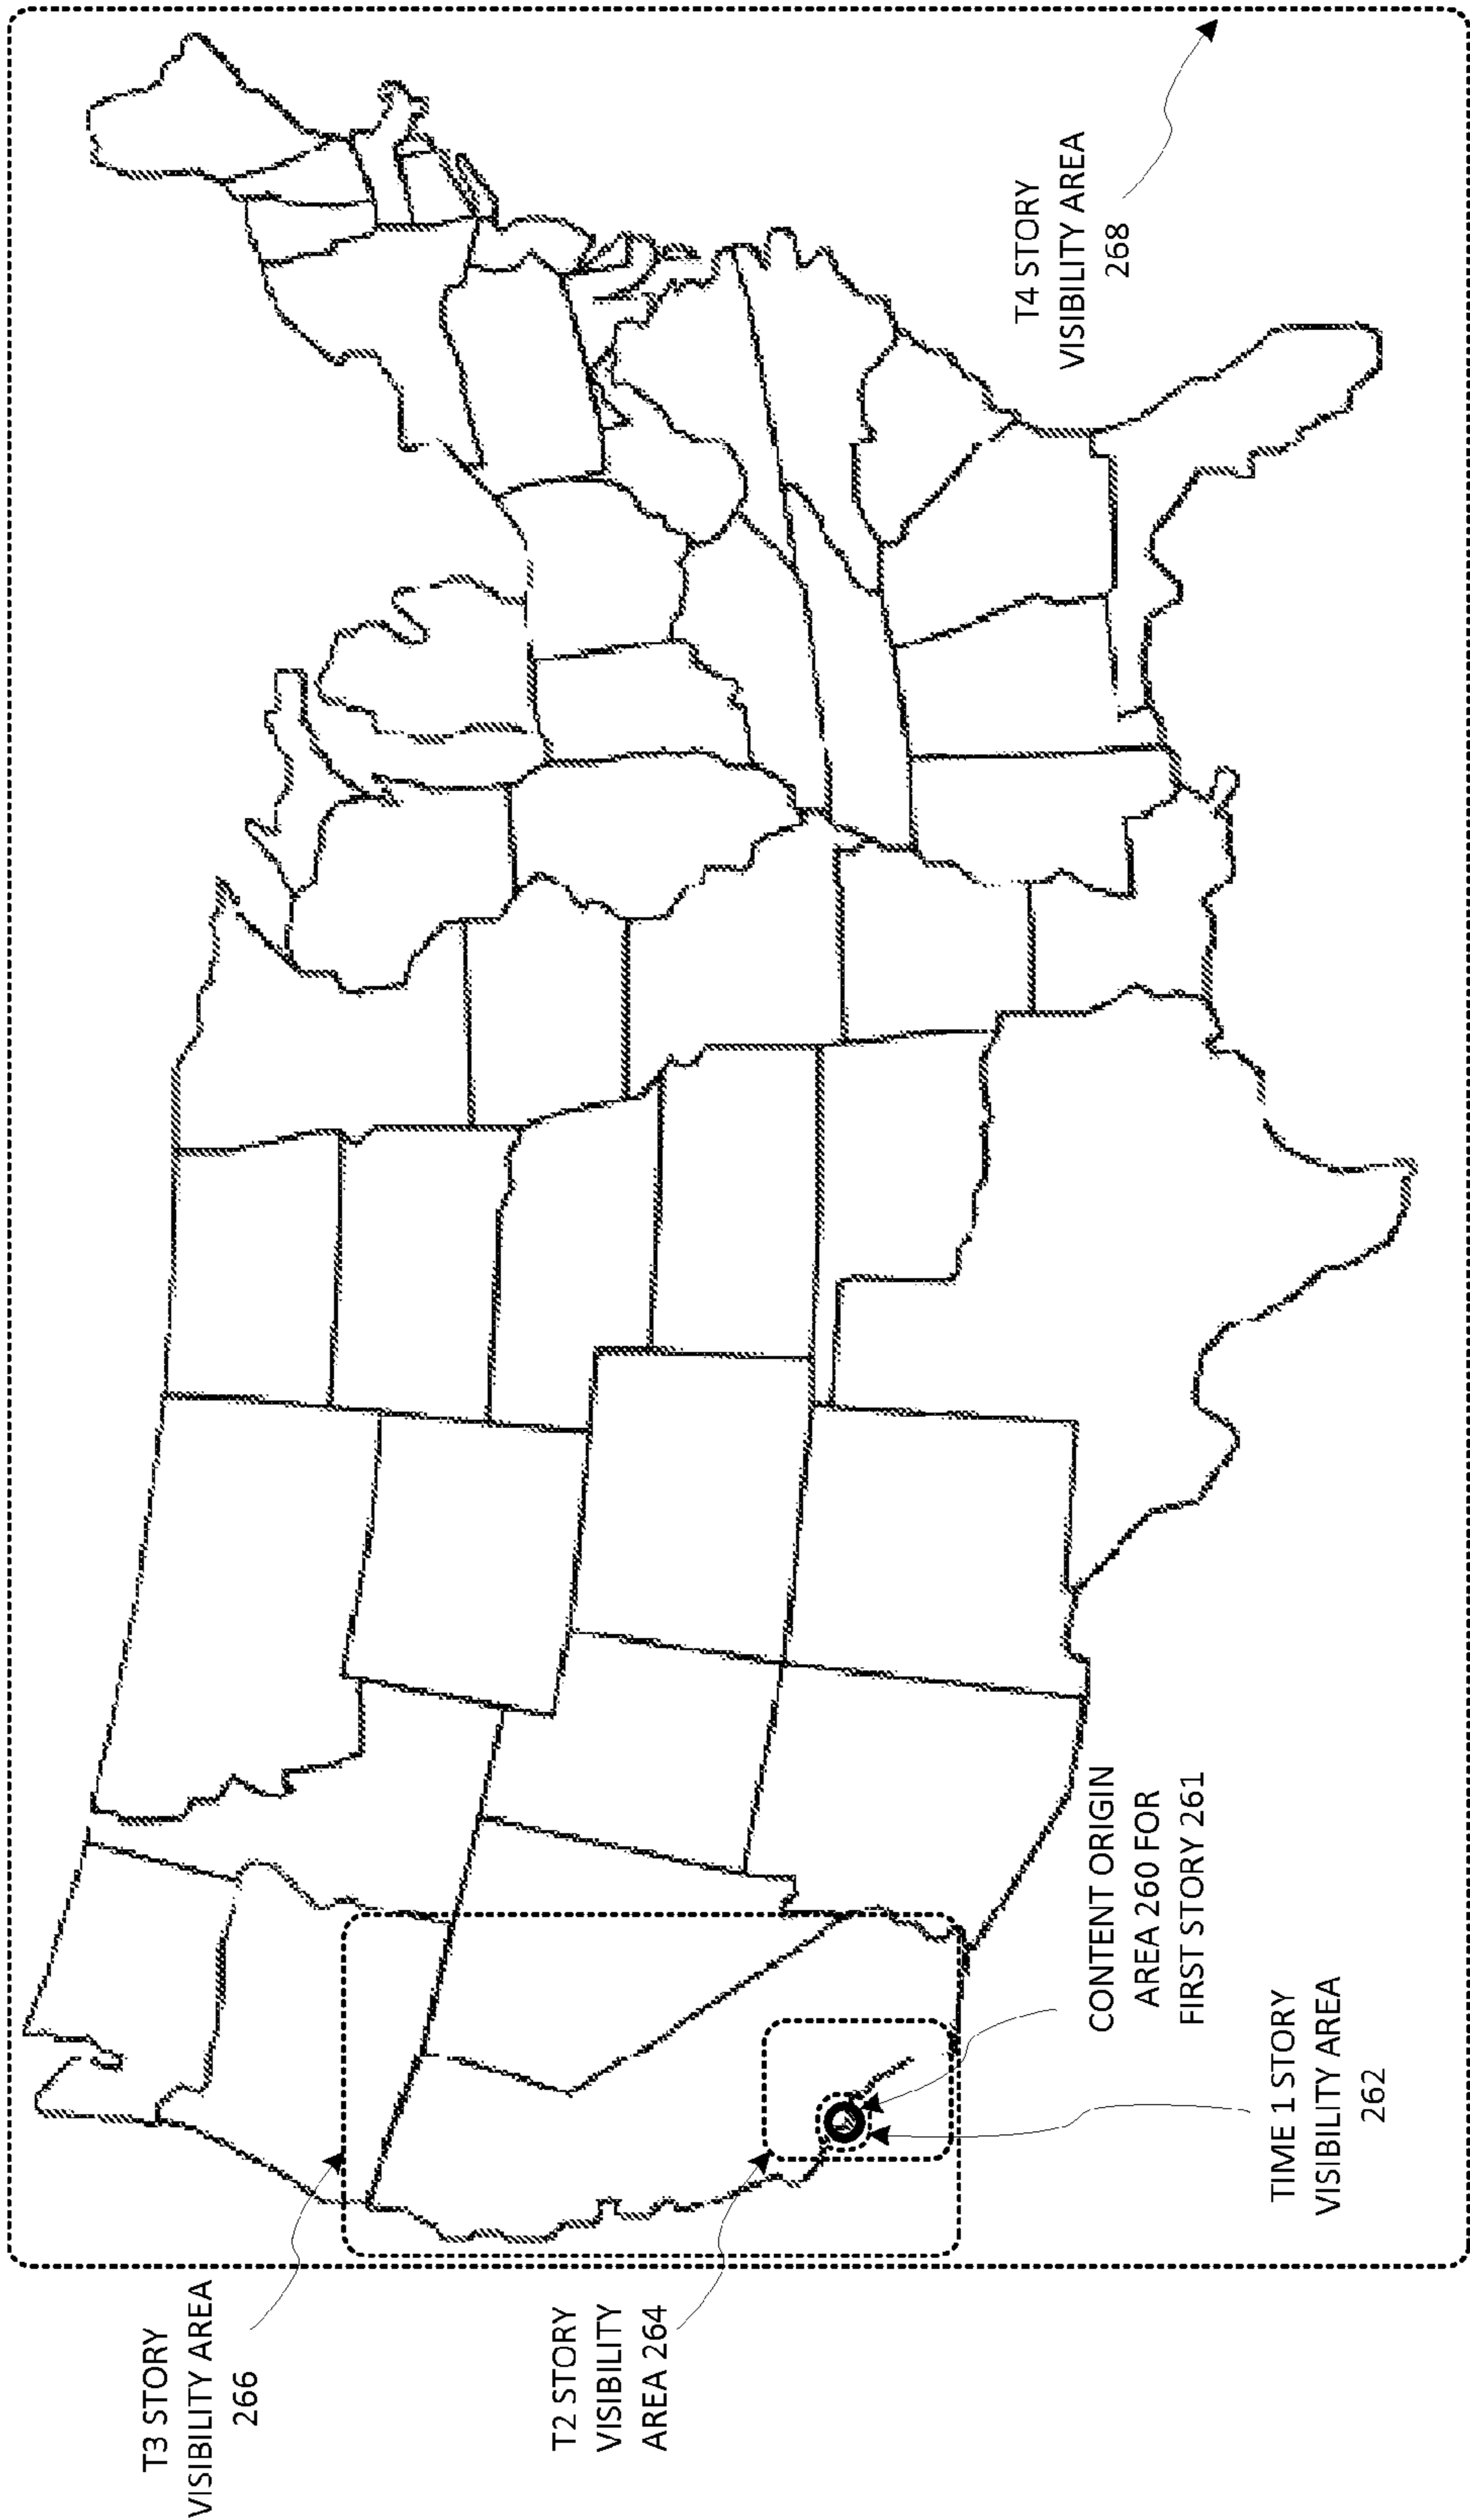 T3 STORY
VISIBILITY AREA
266
T2 STORY
VISIBILITY
AREA 264
TIME 1 STORY
VISIBILITY AREA
262
CONTENT ORIGIN
AREA 260 FOR
FIRST STORY 261
T4 STORY
VISIBILITY AREA
268